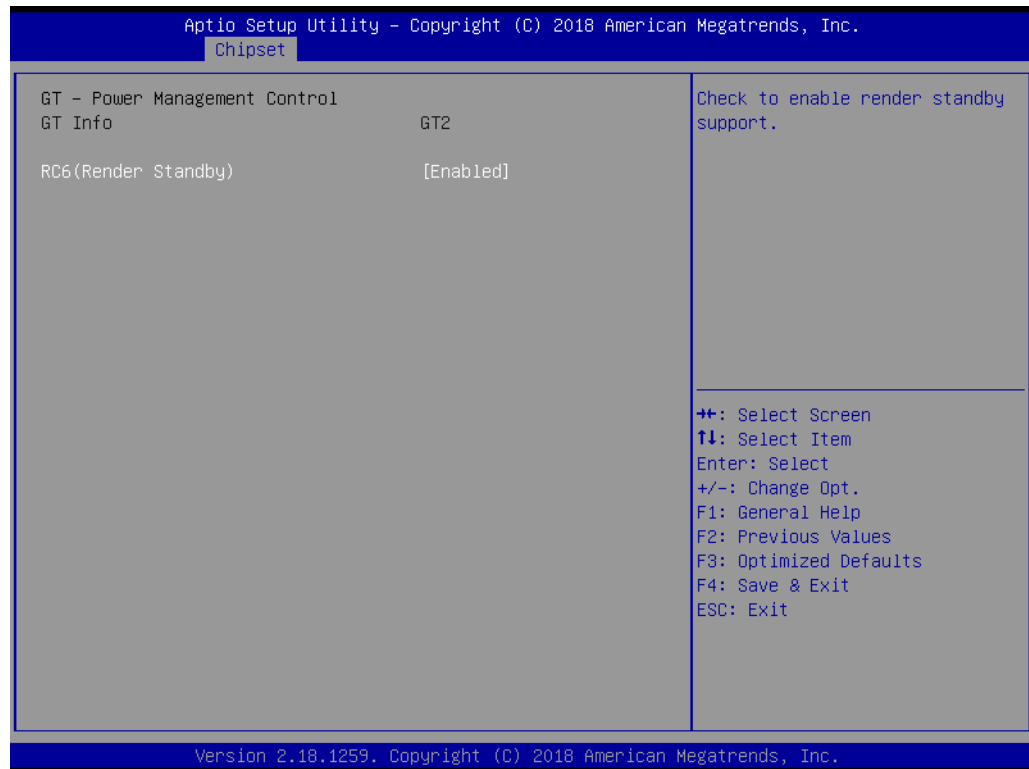 Aptio Setup Utility – Copyright (C) 2018 American Megatrends, Inc.
Chipset
GT – Power Management Control
GT Info GT2
RC6(Render Standby) [Enabled]
Check to enable render standby
support.
→←: Select Screen
↑↓: Select Item
Enter: Select
+/-: Change Opt.
F1: General Help
F2: Previous Values
F3: Optimized Defaults
F4: Save & Exit
ESC: Exit
Version 2.18.1259. Copyright (C) 2018 American Megatrends, Inc.